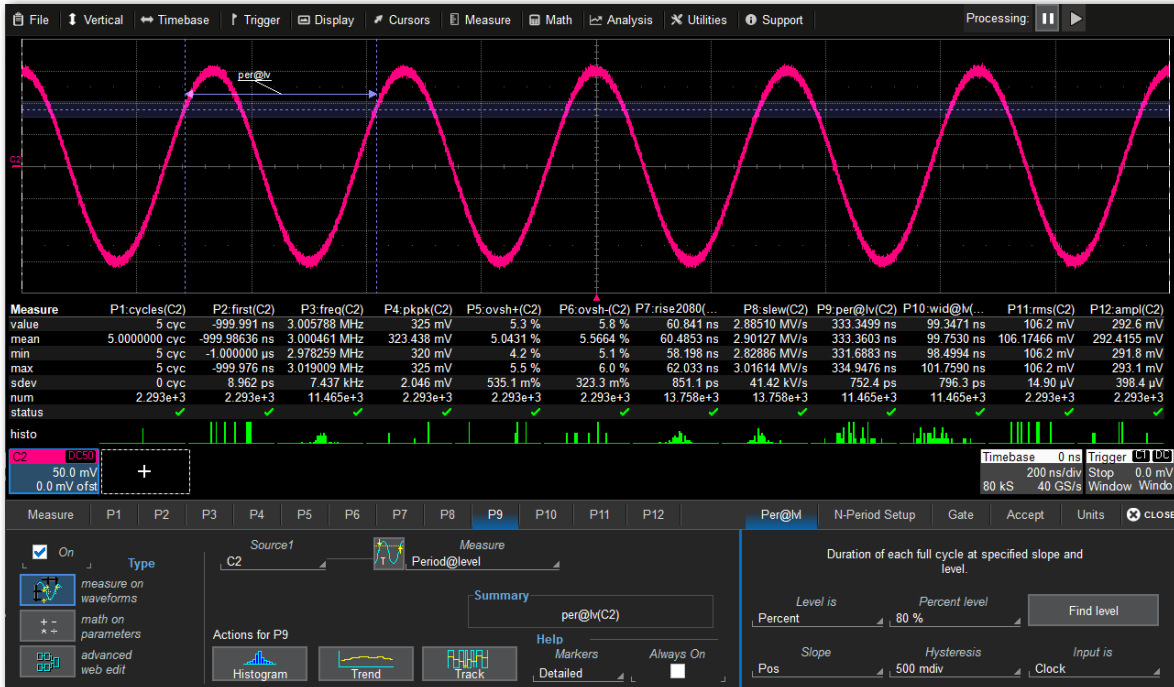 File Vertical Timebase Trigger Display Cursors Measure Math Analysis Utilities Support Processing:
per@lv
C2
Measure P1:cycles(C2) P2:first(C2) P3:freq(C2) P4:pkpk(C2) P5:ovsh+(C2) P6:ovsh-(C2) P7:rise2080(... P8:slew(C2) P9:per@lv(C2) P10:wid@lv(... P11:rms(C2) P12:ampl(C2)
value 5 cyc -999.991 ns 3.005788 MHz 325 mV 5.3 % 5.8 % 60.841 ns 2.88510 MV/s 333.3499 ns 99.3471 ns 106.2 mV 292.6 mV
mean 5.0000000 cyc -999.98636 ns 3.000461 MHz 323.438 mV 5.0431 % 5.5664 % 60.4853 ns 2.90127 MV/s 333.3603 ns 99.7530 ns 106.17466 mV 292.4155 mV
min 5 cyc -1.000000 µs 2.978259 MHz 320 mV 4.2 % 5.1 % 58.198 ns 2.82886 MV/s 331.6883 ns 98.4994 ns 106.2 mV 291.8 mV
max 5 cyc -999.976 ns 3.019009 MHz 325 mV 5.5 % 6.0 % 62.033 ns 3.01614 MV/s 334.9476 ns 101.7590 ns 106.2 mV 293.1 mV
sdev 0 cyc 8.962 ps 7.437 kHz 2.046 mV 535.1 m% 323.3 m% 851.1 ps 41.42 kV/s 752.4 ps 796.3 ps 14.90 µV 398.4 µV
num 2.293e+3 2.293e+3 11.465e+3 2.293e+3 2.293e+3 2.293e+3 13.758e+3 13.758e+3 11.465e+3 11.465e+3 2.293e+3 2.293e+3
status
histo
C2 DC50
50.0 mV
0.0 mV ofst
+
Timebase 0 ns
200 ns/div
80 kS 40 GS/s
Trigger C1 DC
Stop 0.0 mV
Window Windo
Measure P1 P2 P3 P4 P5 P6 P7 P8 P9 P10 P11 P12 Per@lvl N-Period Setup Gate Accept Units CLOSE
On
Type
measure on
waveforms
math on
parameters
advanced
web edit
Source1
C2
T
Measure
Period@level
Summary
per@lv(C2)
Actions for P9
Histogram
Trend
Track
Help
Markers
Detailed
Always On
Duration of each full cycle at specified slope and
level.
Level is
Percent
Percent level
80 %
Find level
Slope
Pos
Hysteresis
500 mdiv
Input is
Clock